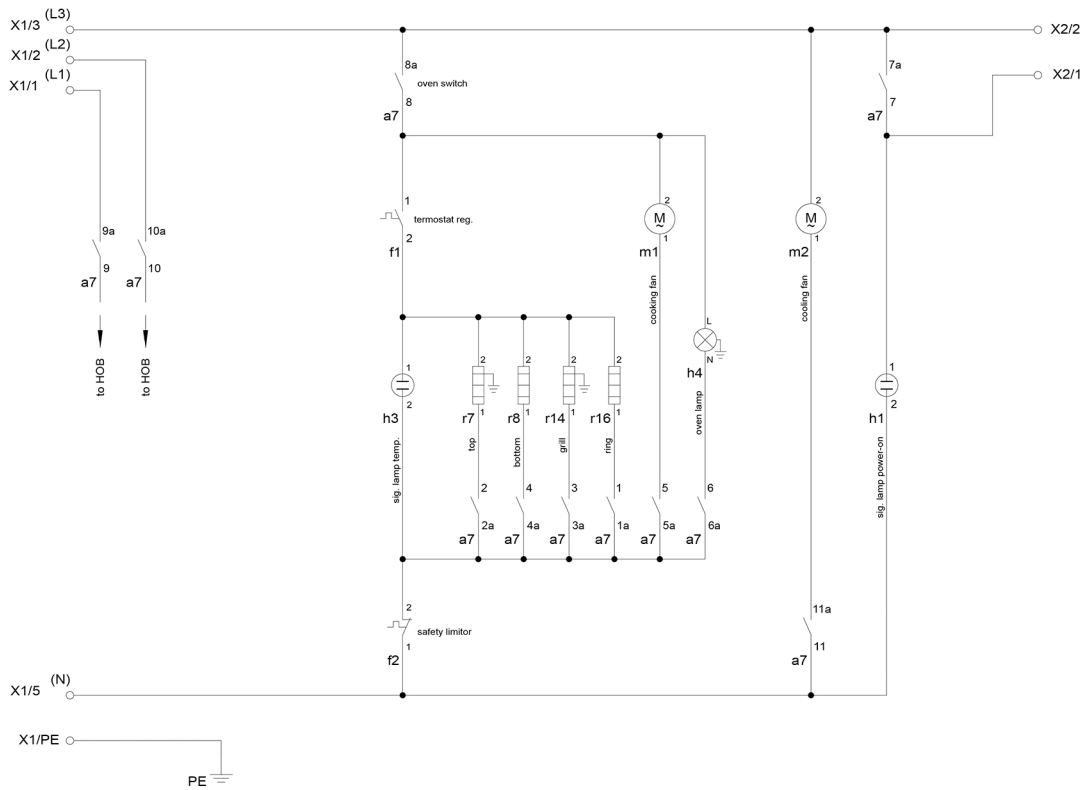 (L3)
X1/3
X2/2
(L2)
X1/2
(L1)
X1/1
X2/1
8a
oven switch
8
a7
7a
7
a7
1
termostat reg.
2
f1
2
M
~
1
m1
cooking fan
2
M
~
1
m2
cooling fan
9a
9
a7
to HOB
10a
10
a7
to HOB
L
N
h4
oven lamp
1
2
h3
sig. lamp temp.
2
1
r7
top
2
1
r8
bottom
2
1
r14
grill
2
1
r16
ring
1
2
h1
sig. lamp power-on
2
2a
a7
4
4a
a7
3
3a
a7
1
1a
a7
5
5a
a7
6
6a
a7
2
safety limitor
1
f2
11a
11
a7
(N)
X1/5
X1/PE
PE